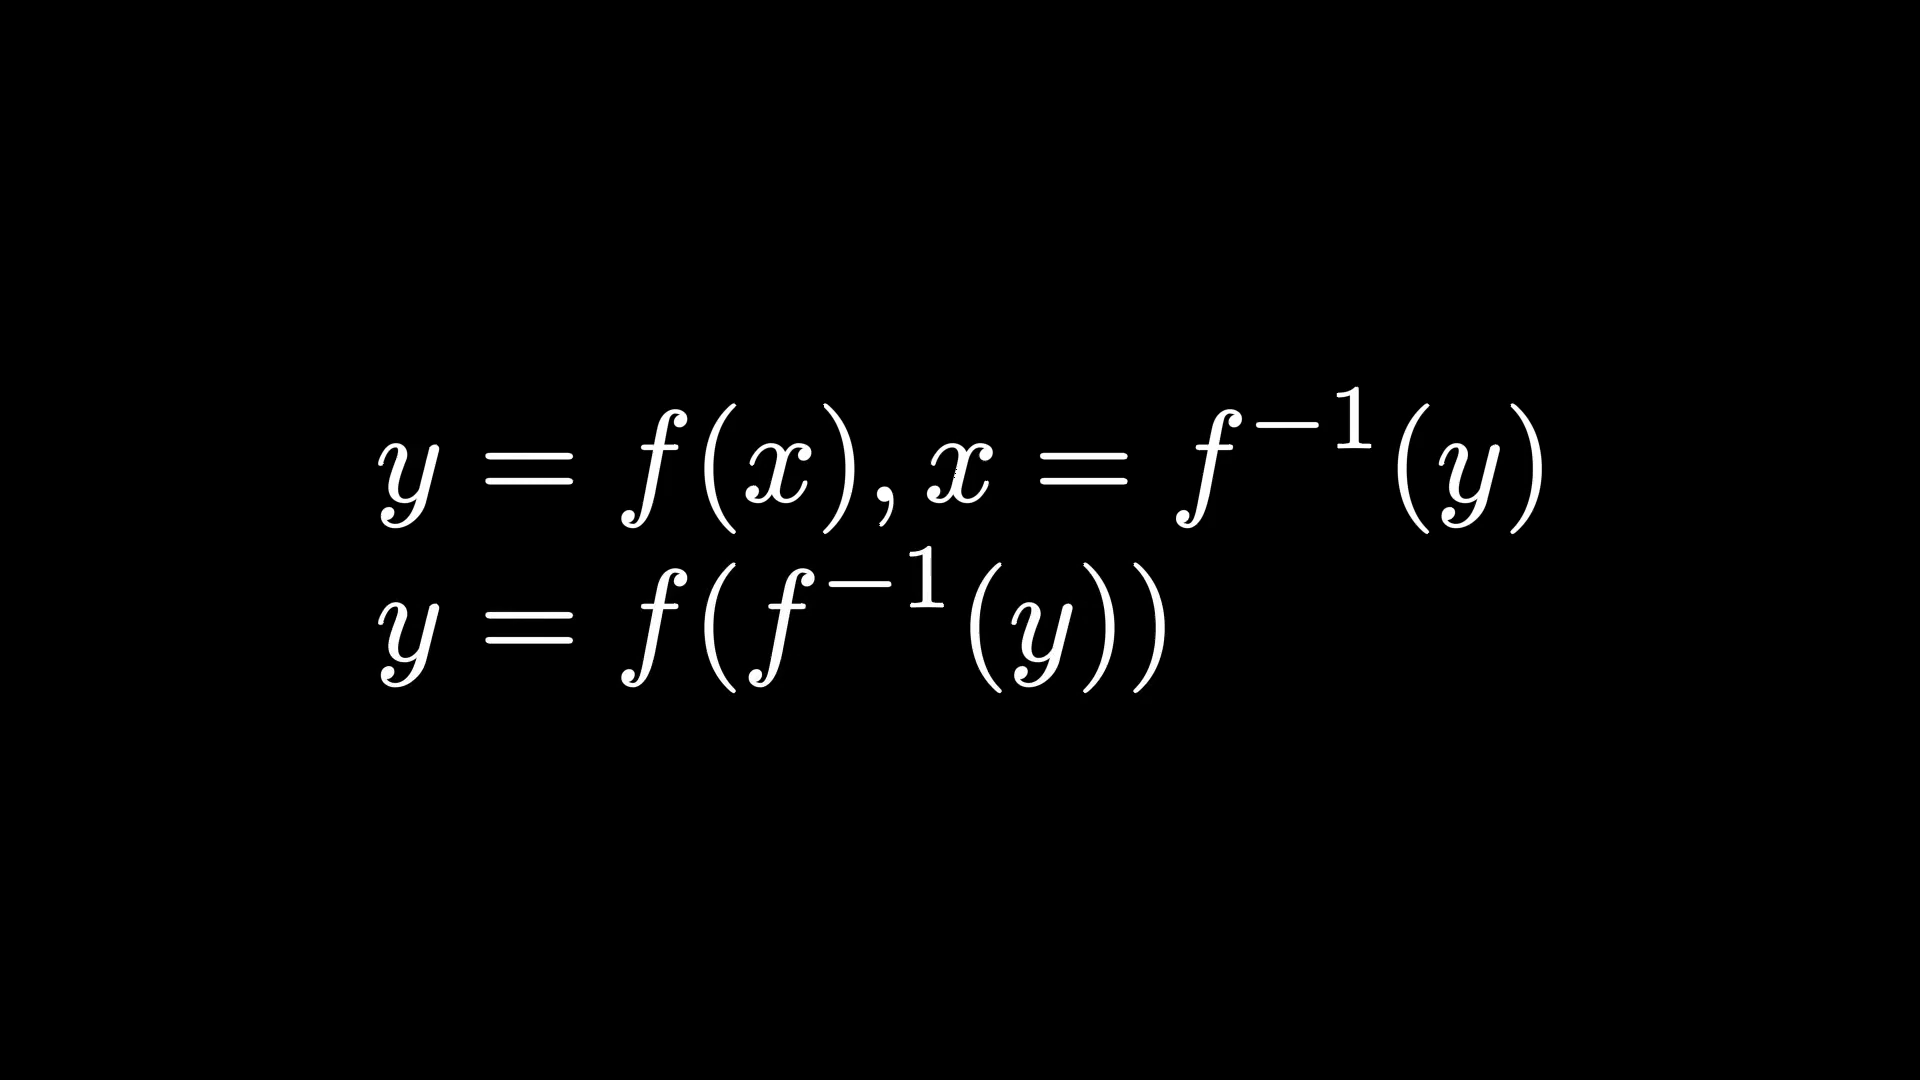 y = f(x), x = f⁻¹(y)
y = f(f⁻¹(y))